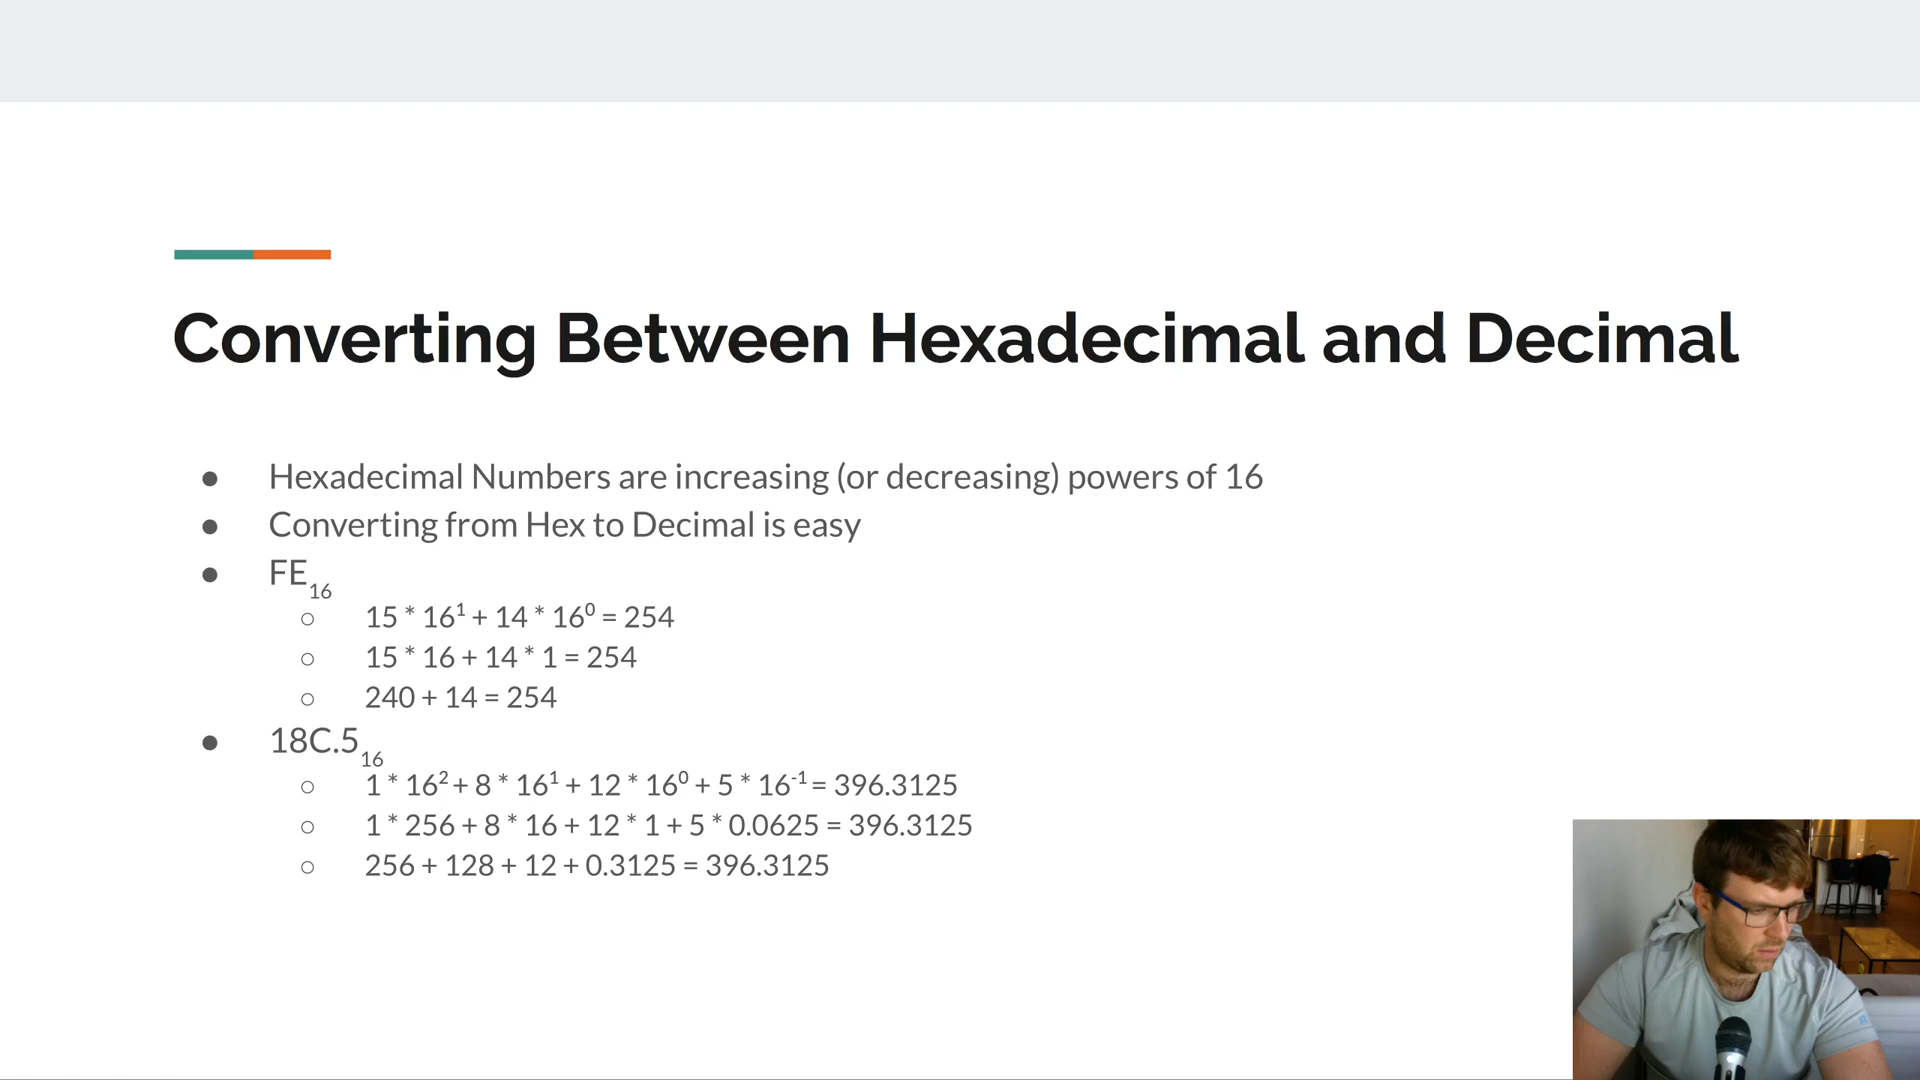 Converting Between Hexadecimal and Decimal
● Hexadecimal Numbers are increasing (or decreasing) powers of 16
● Converting from Hex to Decimal is easy
● FE₁₆
○ 15 * 16¹ + 14 * 16⁰ = 254
○ 15 * 16 + 14 * 1 = 254
○ 240 + 14 = 254
● 18C.5₁₆
○ 1 * 16² + 8 * 16¹ + 12 * 16⁰ + 5 * 16⁻¹ = 396.3125
○ 1 * 256 + 8 * 16 + 12 * 1 + 5 * 0.0625 = 396.3125
○ 256 + 128 + 12 + 0.3125 = 396.3125